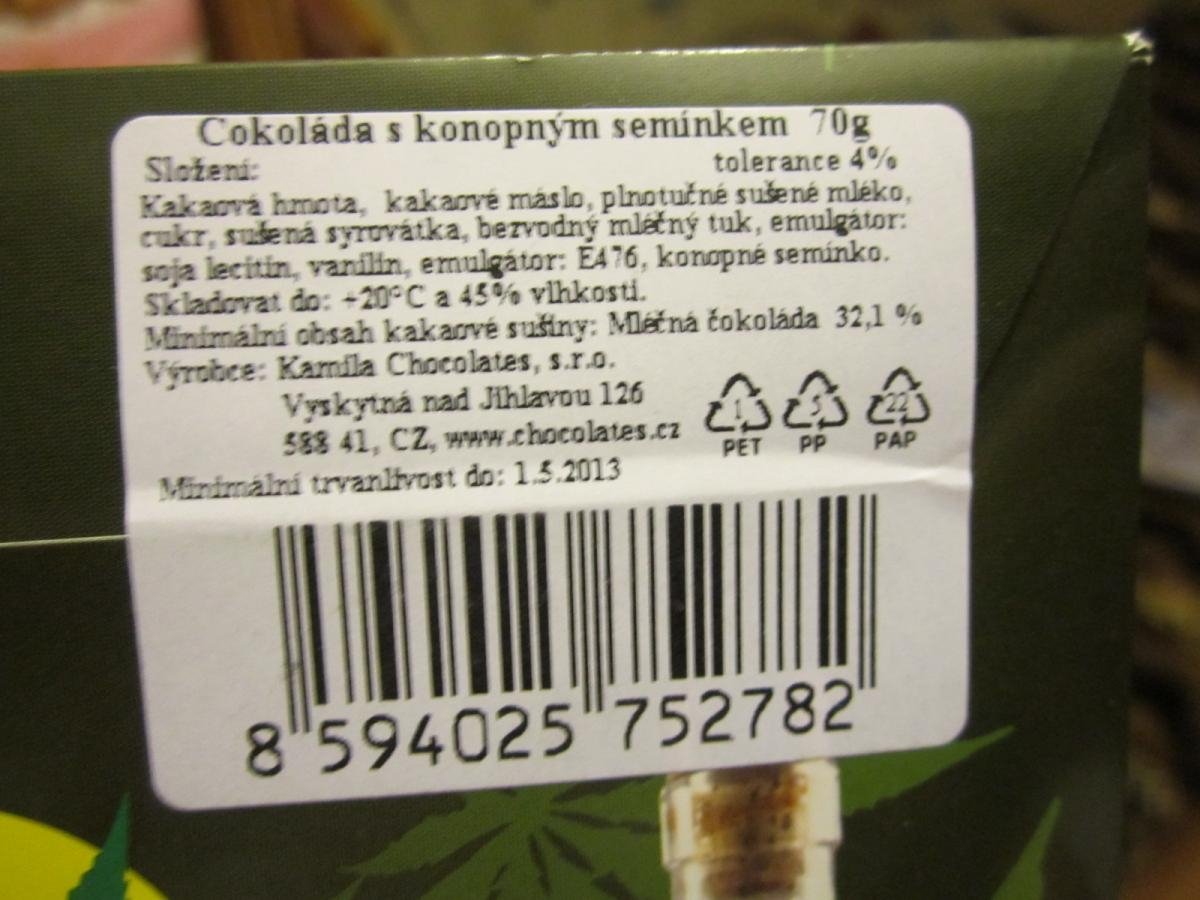 Čokoláda s konopným semínkem 70g
Složení: tolerance 4%
Kakaová hmota, kakaové máslo, plnotučné sušené mléko,
cukr, sušená syrovátka, bezvodný mléčný tuk, emulgátor:
soja lecitin, vanilin, emulgátor: E476, konopné semínko.
Skladovat do: +20°C a 45% vlhkosti.
Minimální obsah kakaové sušiny: Mléčná čokoláda 32,1 %
Výrobce: Kamila Chocolates, s.r.o.
Vyskytná nad Jihlavou 126
588 41, CZ, www.chocolates.cz
1 5 22
PET PP PAP
Minimální trvanlivost do: 1.5.2013
8 594025 752782